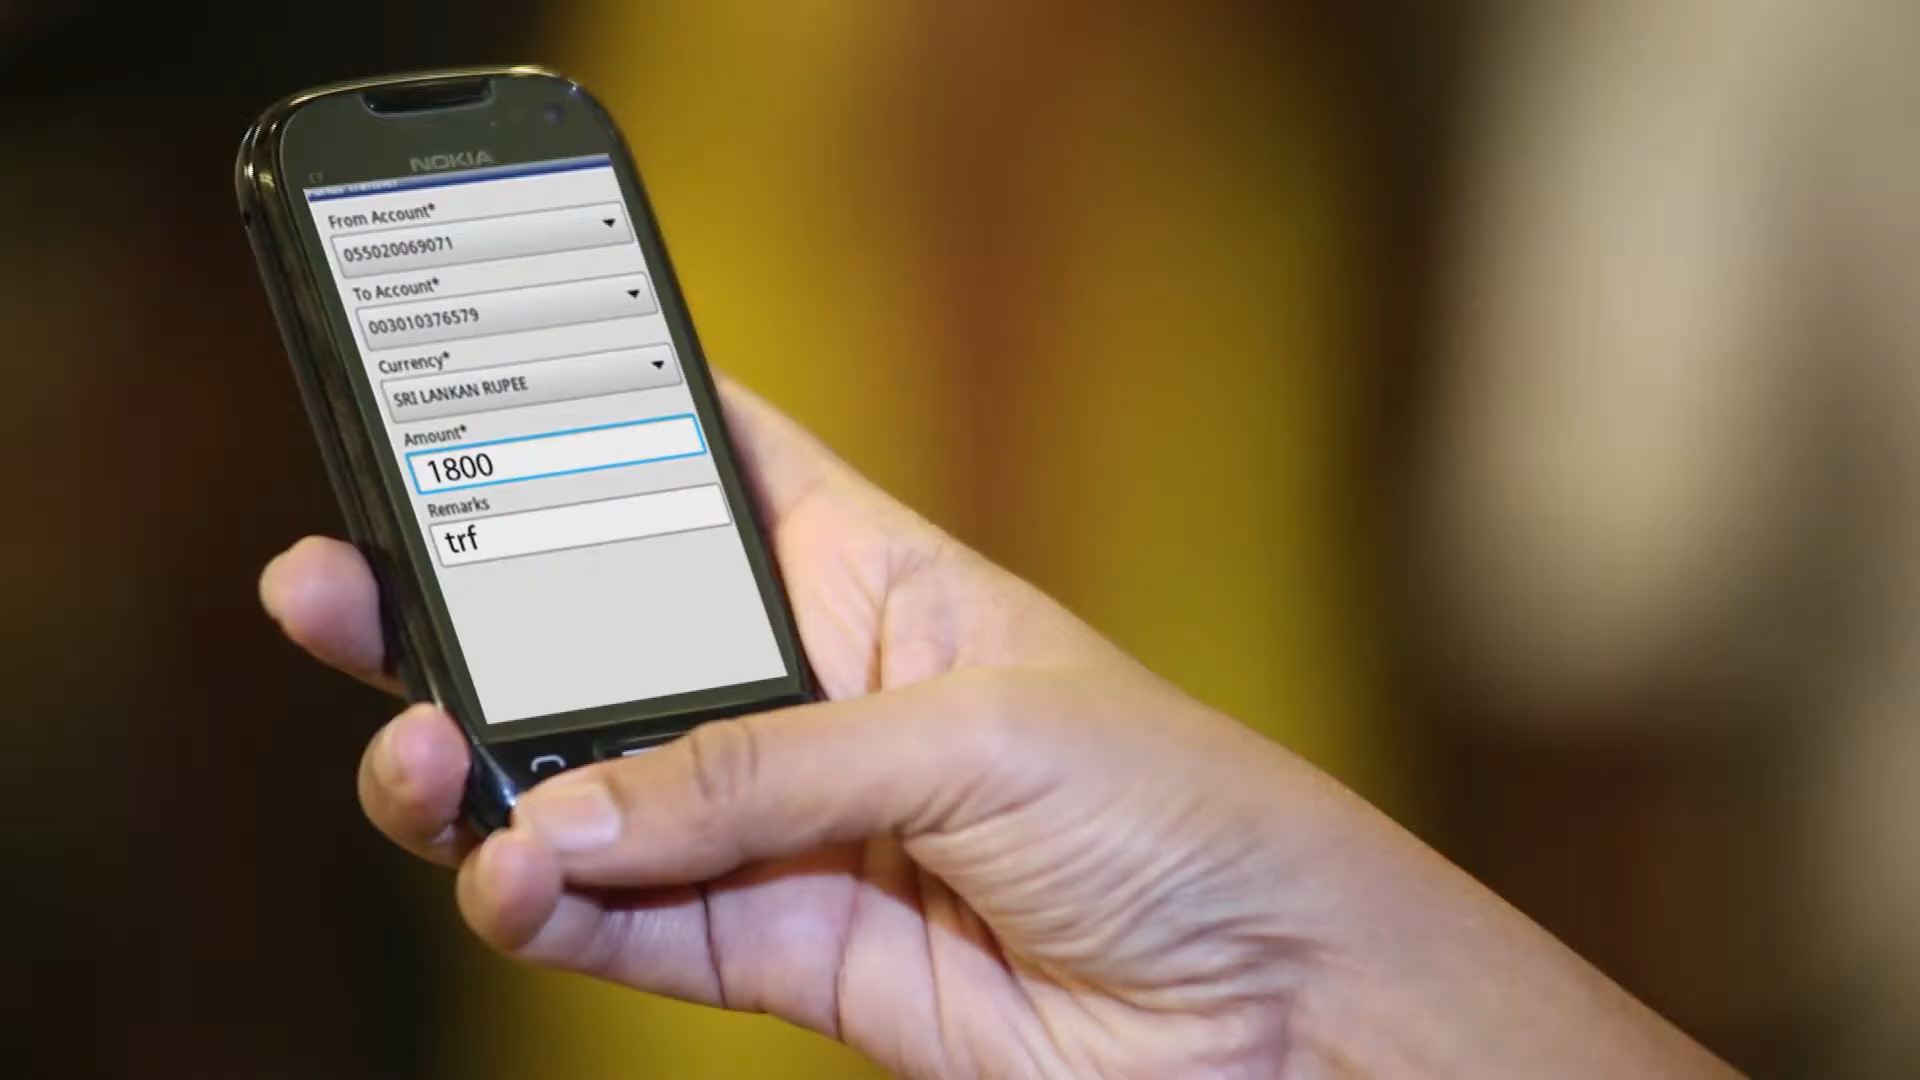 NOKIA
From Account*
055020069071
To Account*
003010376579
Currency*
SRI LANKAN RUPEE
Amount*
1800
Remarks
trf